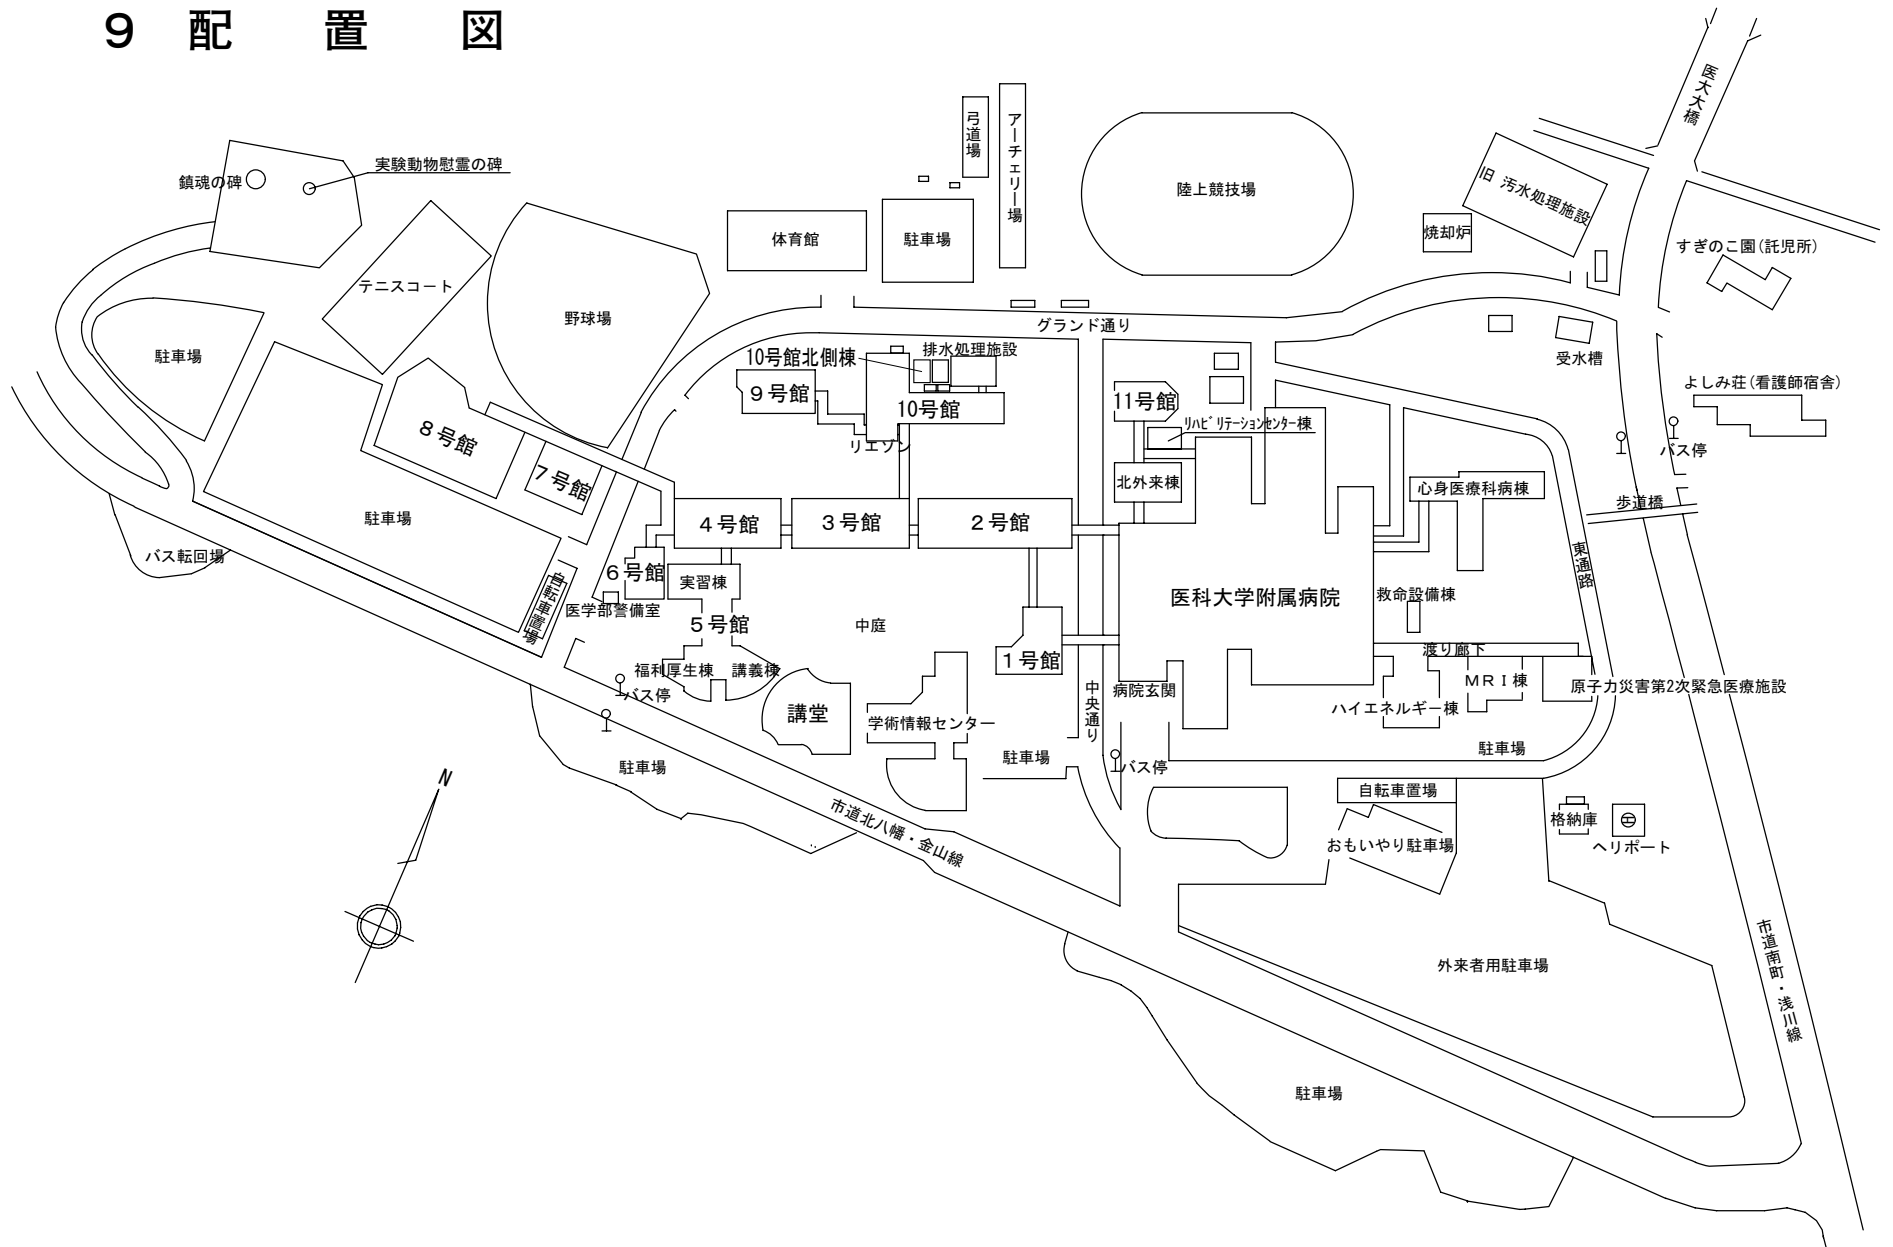 9 配 置 図
医大大橋
弓道場
アーチェリー場
実験動物慰霊の碑
鎮魂の碑
陸上競技場
旧 汚水処理施設
焼却炉
体育館
駐車場
すぎのこ園(託児所)
テニスコート
野球場
グランド通り
駐車場
10号館北側棟
排水処理施設
受水槽
よしみ荘(看護師宿舎)
9号館
10号館
11号館
リハビリテーションセンター棟
8号館
リエゾン
バス停
7号館
北外来棟
心身医療科病棟
歩道橋
駐車場
4号館
3号館
2号館
バス転回場
東通路
6号館
実習棟
自転車置場
医学部警備室
医科大学附属病院
救命設備棟
5号館
中庭
1号館
渡り廊下
福利厚生棟
講義棟
バス停
中央通り
病院玄関
MRI棟
原子力災害第2次緊急医療施設
ハイエネルギー棟
講堂
学術情報センター
駐車場
駐車場
駐車場
バス停
N
自転車置場
市道北八幡・金山線
おもいやり駐車場
格納庫
ヘリポート
外来者用駐車場
市道南町・浅川線
駐車場